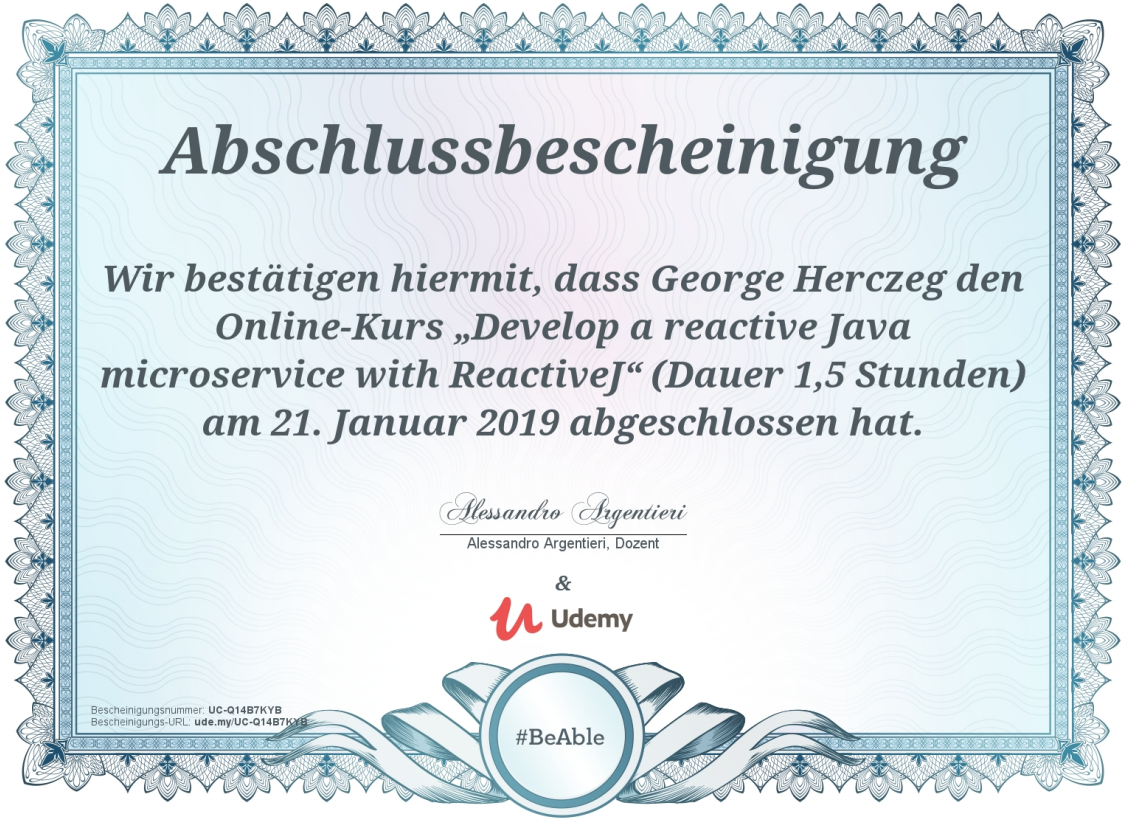 Abschlussbescheinigung
Wir bestätigen hiermit, dass George Herczeg den
Online-Kurs „Develop a reactive Java
microservice with ReactiveJ“ (Dauer 1,5 Stunden)
am 21. Januar 2019 abgeschlossen hat.
Alessandro Argentieri
Alessandro Argentieri, Dozent
&
Udemy
Bescheinigungsnummer: UC-Q14B7KYB
Bescheinigungs-URL: ude.my/UC-Q14B7KYB
#BeAble